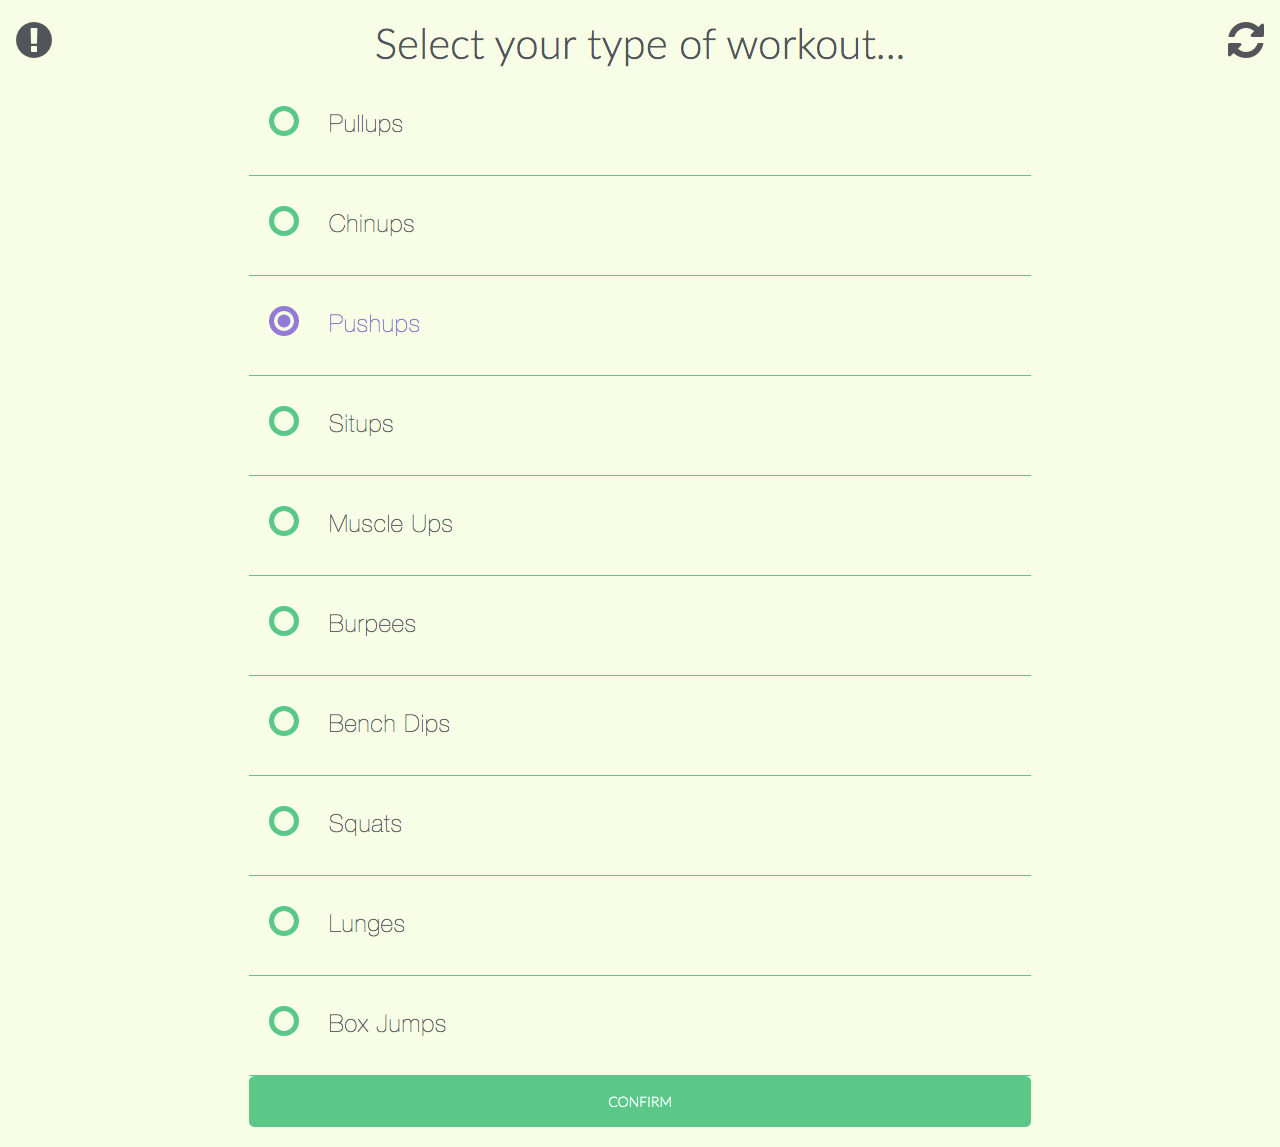 Select your type of workout...
Pullups
Chinups
Pushups
Situps
Muscle Ups
Burpees
Bench Dips
Squats
Lunges
Box Jumps
CONFIRM